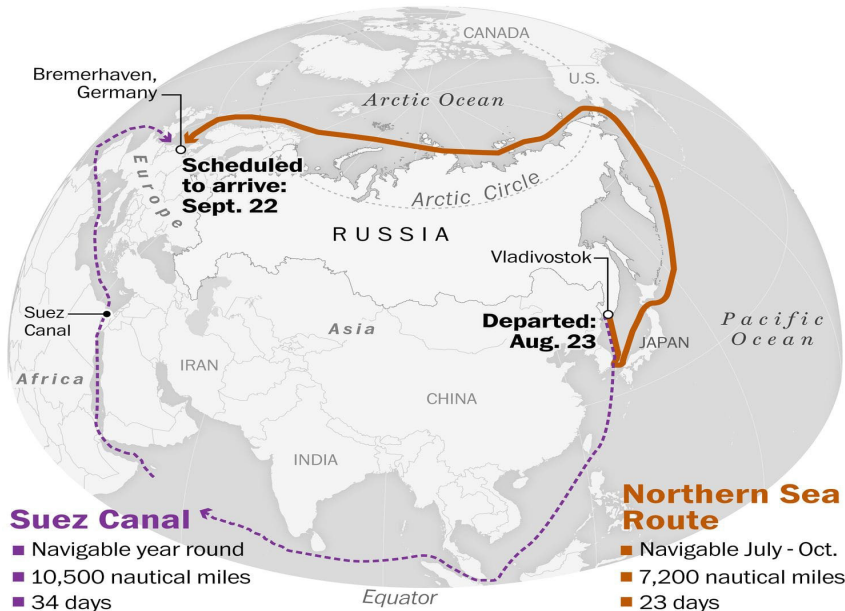 CANADA
U.S.
Bremerhaven,
Germany
Arctic Ocean
Scheduled
to arrive:
Sept. 22
Europe
Arctic Circle
RUSSIA
Vladivostok
Suez
Canal
Asia
Departed:
Aug. 23
JAPAN
Pacific
Ocean
IRAN
Africa
CHINA
INDIA
Suez Canal
■ Navigable year round
■ 10,500 nautical miles
■ 34 days
Equator
Northern Sea
Route
■ Navigable July - Oct.
■ 7,200 nautical miles
■ 23 days